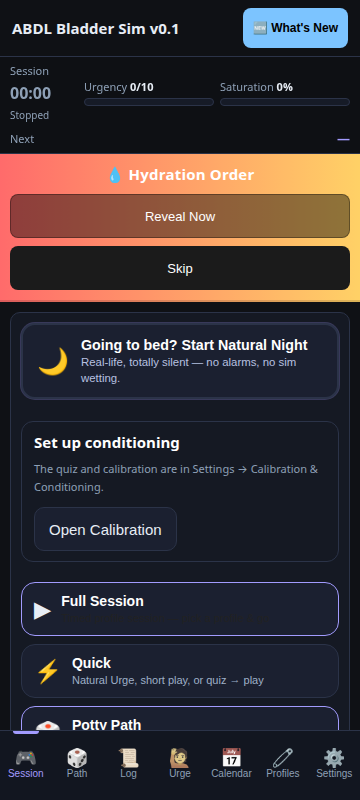 ABDL Bladder Sim v0.1
🆕 What's New
Session
00:00
Stopped
Urgency 0/10
Saturation 0%
Next
—
💧 Hydration Order
Reveal Now
Skip
Going to bed? Start Natural Night
Real-life, totally silent — no alarms, no sim
wetting.
Set up conditioning
The quiz and calibration are in Settings → Calibration &
Conditioning.
Open Calibration
Full Session
Quick
Natural Urge, short play, or quiz → play
Potty Path
Session
Path
Log
Urge
Calendar
Profiles
Settings